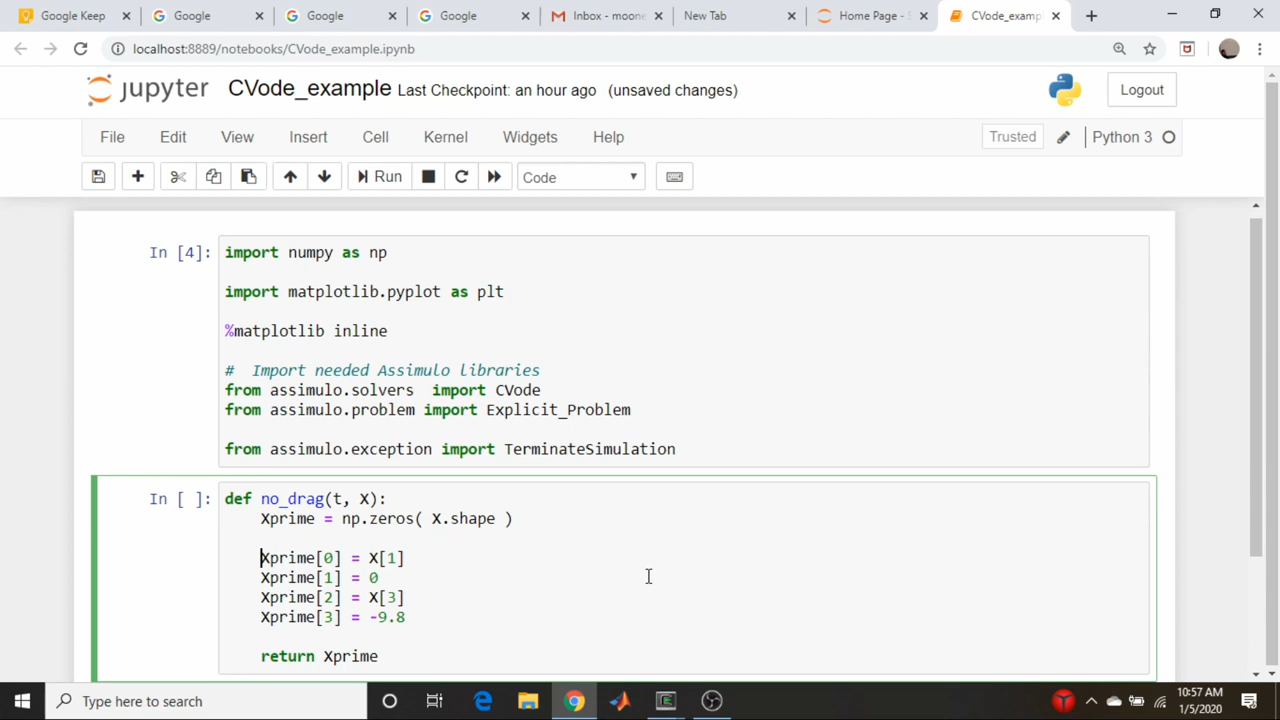 Google Keep
Google
Google
Google
Inbox - moone
New Tab
Home Page - S
CVode_examp
localhost:8889/notebooks/CVode_example.ipynb
jupyter CVode_example Last Checkpoint: an hour ago (unsaved changes)
Logout
File Edit View Insert Cell Kernel Widgets Help
Trusted
Python 3
Run
Code
In [4]:
import numpy as np
import matplotlib.pyplot as plt
%matplotlib inline
# Import needed Assimulo libraries
from assimulo.solvers  import CVode
from assimulo.problem import Explicit_Problem
from assimulo.exception import TerminateSimulation
In [ ]:
def no_drag(t, X):
    Xprime = np.zeros( X.shape )
    Xprime[0] = X[1]
    Xprime[1] = 0
    Xprime[2] = X[3]
    Xprime[3] = -9.8
    return Xprime
Type here to search
10:57 AM
1/5/2020